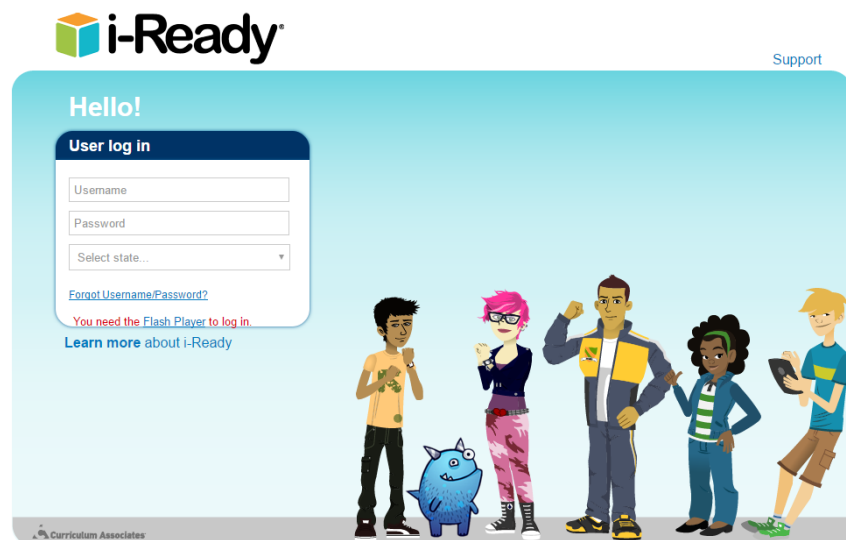 i-Ready
Support
Hello!
User log in
Username
Password
Select state...
Forgot Username/Password?
You need the Flash Player to log in.
Learn more about i-Ready
Curriculum Associates